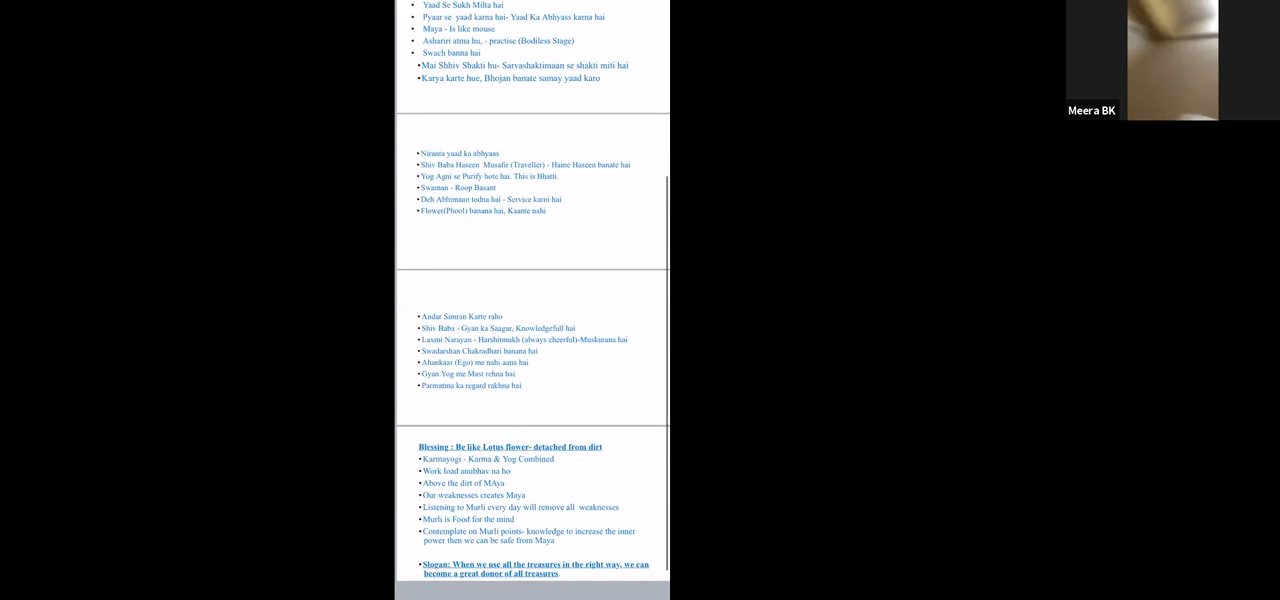 • Yaad Se Sukh Milta hai
• Pyaar se yaad karna hai- Yaad Ka Abhyass karna hai
• Maya - Is like mouse
• Ashariri atma hu, - practise (Bodiless Stage)
• Swach banna hai
•Mai Shhiv Shakti hu- Sarvashaktimaan se shakti miti hai
•Karya karte hue, Bhojan banate samay yaad karo
•Niranta yaad ka abhyaas
•Shiv Baba Haseen Musafir (Traveller) - Hame Haseen banate hai
•Yog Agni se Purify hote hai. This is Bhatti.
•Swaman - Roop Basant
•Deh Abhimaan todna hai - Service karni hai
•Flower(Phool) banana hai, Kaante nahi
•Andar Simran Karte raho
•Shiv Baba - Gyan ka Saagar, Knowledgefull hai
•Laxmi Narayan - Harshitmukh (always cheerful)-Muskurana hai
•Swadarshan Chakradhari banana hai
•Ahankaar (Ego) me nahi aana hai
•Gyan Yog me Mast rehna hai
•Parmatma ka regard rakhna hai
Blessing : Be like Lotus flower- detached from dirt
•Karmayogi - Karma & Yog Combined
•Work load anubhav na ho
•Above the dirt of MAya
•Our weaknesses creates Maya
•Listening to Murli every day will remove all weaknesses
•Murli is Food for the mind
•Contemplate on Murli points- knowledge to increase the inner
power then we can be safe from Maya
•Slogan: When we use all the treasures in the right way, we can
become a great donor of all treasures.
Meera BK